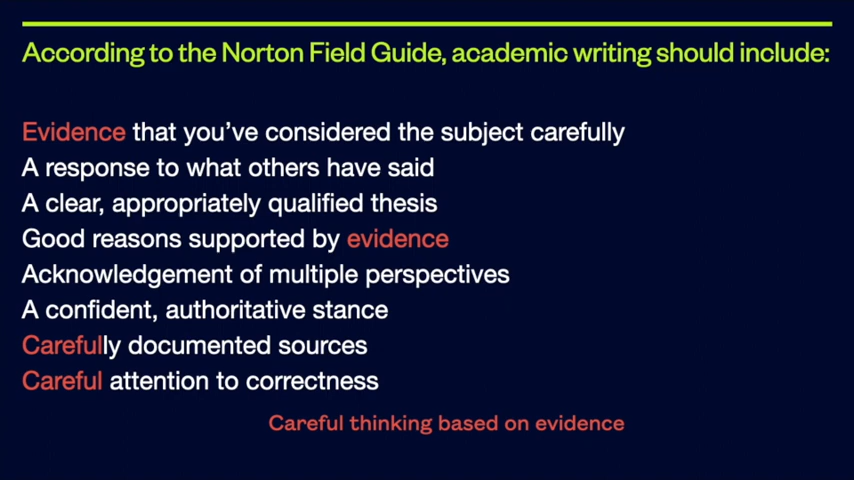 According to the Norton Field Guide, academic writing should include:
Evidence that you’ve considered the subject carefully
A response to what others have said
A clear, appropriately qualified thesis
Good reasons supported by evidence
Acknowledgement of multiple perspectives
A confident, authoritative stance
Carefully documented sources
Careful attention to correctness
Careful thinking based on evidence